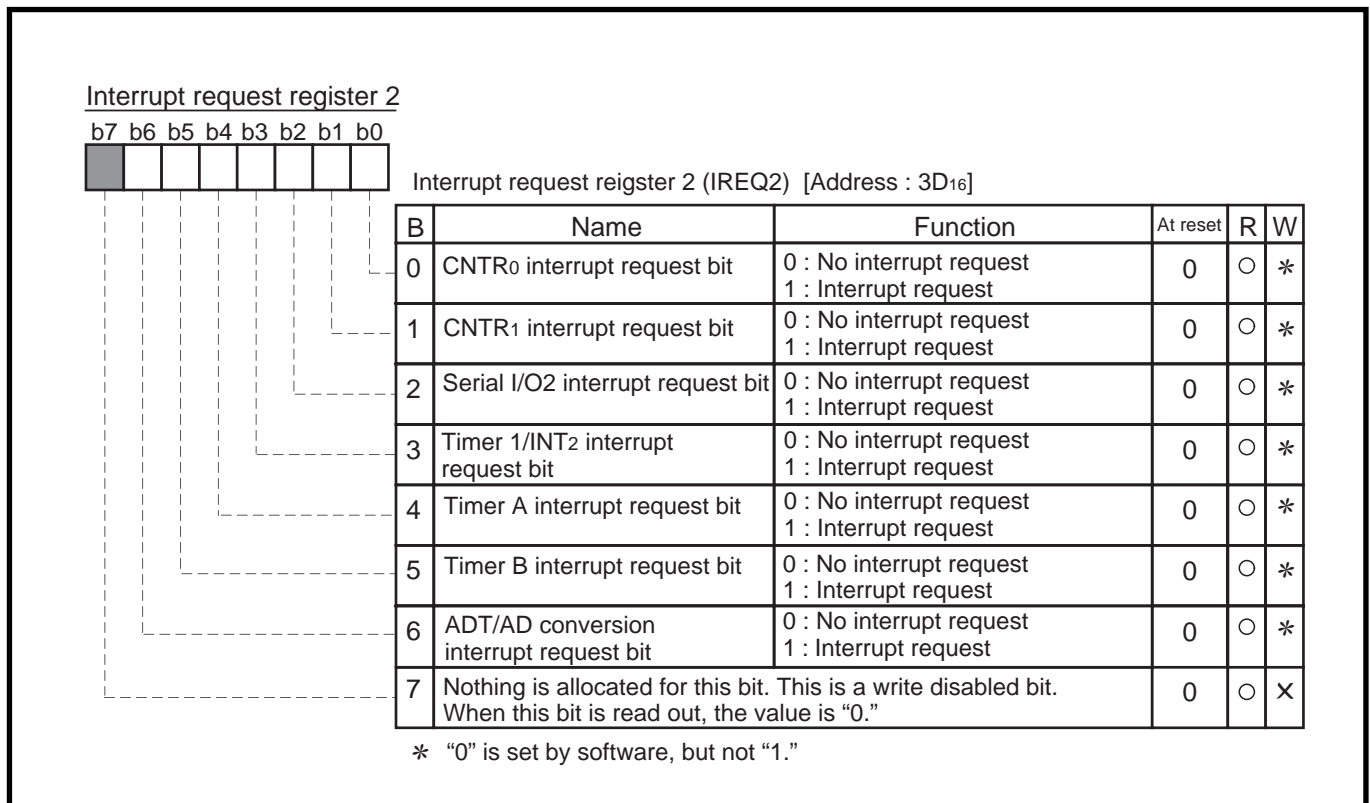 Interrupt request register 2
b7 b6 b5 b4 b3 b2 b1 b0
Interrupt request reigster 2 (IREQ2) [Address : 3D16]
B Name Function At reset R W
0 CNTR0 interrupt request bit 0 : No interrupt request 0 ○ *
1 : Interrupt request
1 CNTR1 interrupt request bit 0 : No interrupt request 0 ○ *
1 : Interrupt request
2 Serial I/O2 interrupt request bit 0 : No interrupt request 0 ○ *
1 : Interrupt request
3 Timer 1/INT2 interrupt 0 : No interrupt request 0 ○ *
request bit 1 : Interrupt request
4 Timer A interrupt request bit 0 : No interrupt request 0 ○ *
1 : Interrupt request
5 Timer B interrupt request bit 0 : No interrupt request 0 ○ *
1 : Interrupt request
6 ADT/AD conversion 0 : No interrupt request 0 ○ *
interrupt request bit 1 : Interrupt request
7 Nothing is allocated for this bit. This is a write disabled bit. 0 ○ ×
When this bit is read out, the value is “0.”
* “0” is set by software, but not “1.”